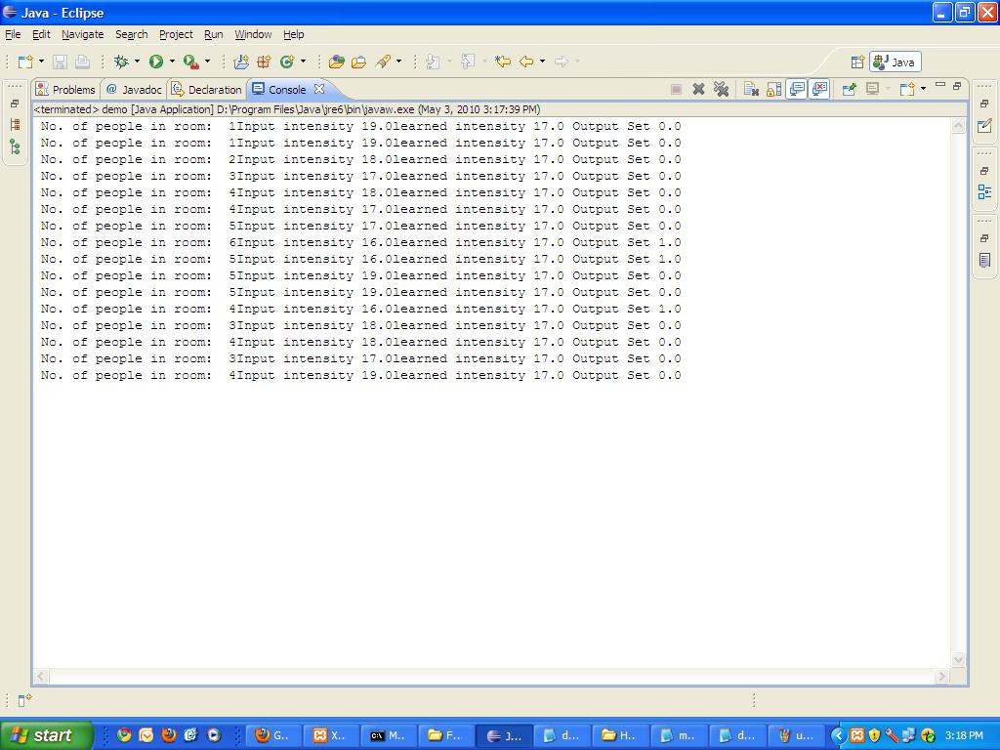 Java - Eclipse
File Edit Navigate Search Project Run Window Help
Java
Problems @ Javadoc Declaration Console
<terminated> demo [Java Application] D:\Program Files\Java\jre6\bin\javaw.exe (May 3, 2010 3:17:39 PM)
No. of people in room:  1Input intensity 19.0learned intensity 17.0 Output Set 0.0
No. of people in room:  1Input intensity 19.0learned intensity 17.0 Output Set 0.0
No. of people in room:  2Input intensity 18.0learned intensity 17.0 Output Set 0.0
No. of people in room:  3Input intensity 17.0learned intensity 17.0 Output Set 0.0
No. of people in room:  4Input intensity 18.0learned intensity 17.0 Output Set 0.0
No. of people in room:  4Input intensity 17.0learned intensity 17.0 Output Set 0.0
No. of people in room:  5Input intensity 17.0learned intensity 17.0 Output Set 0.0
No. of people in room:  6Input intensity 16.0learned intensity 17.0 Output Set 1.0
No. of people in room:  5Input intensity 16.0learned intensity 17.0 Output Set 1.0
No. of people in room:  5Input intensity 19.0learned intensity 17.0 Output Set 0.0
No. of people in room:  5Input intensity 19.0learned intensity 17.0 Output Set 0.0
No. of people in room:  4Input intensity 16.0learned intensity 17.0 Output Set 1.0
No. of people in room:  3Input intensity 18.0learned intensity 17.0 Output Set 0.0
No. of people in room:  4Input intensity 18.0learned intensity 17.0 Output Set 0.0
No. of people in room:  3Input intensity 17.0learned intensity 17.0 Output Set 0.0
No. of people in room:  4Input intensity 19.0learned intensity 17.0 Output Set 0.0
start G... X... M... F... J... d... H... m... d... u... 3:18 PM